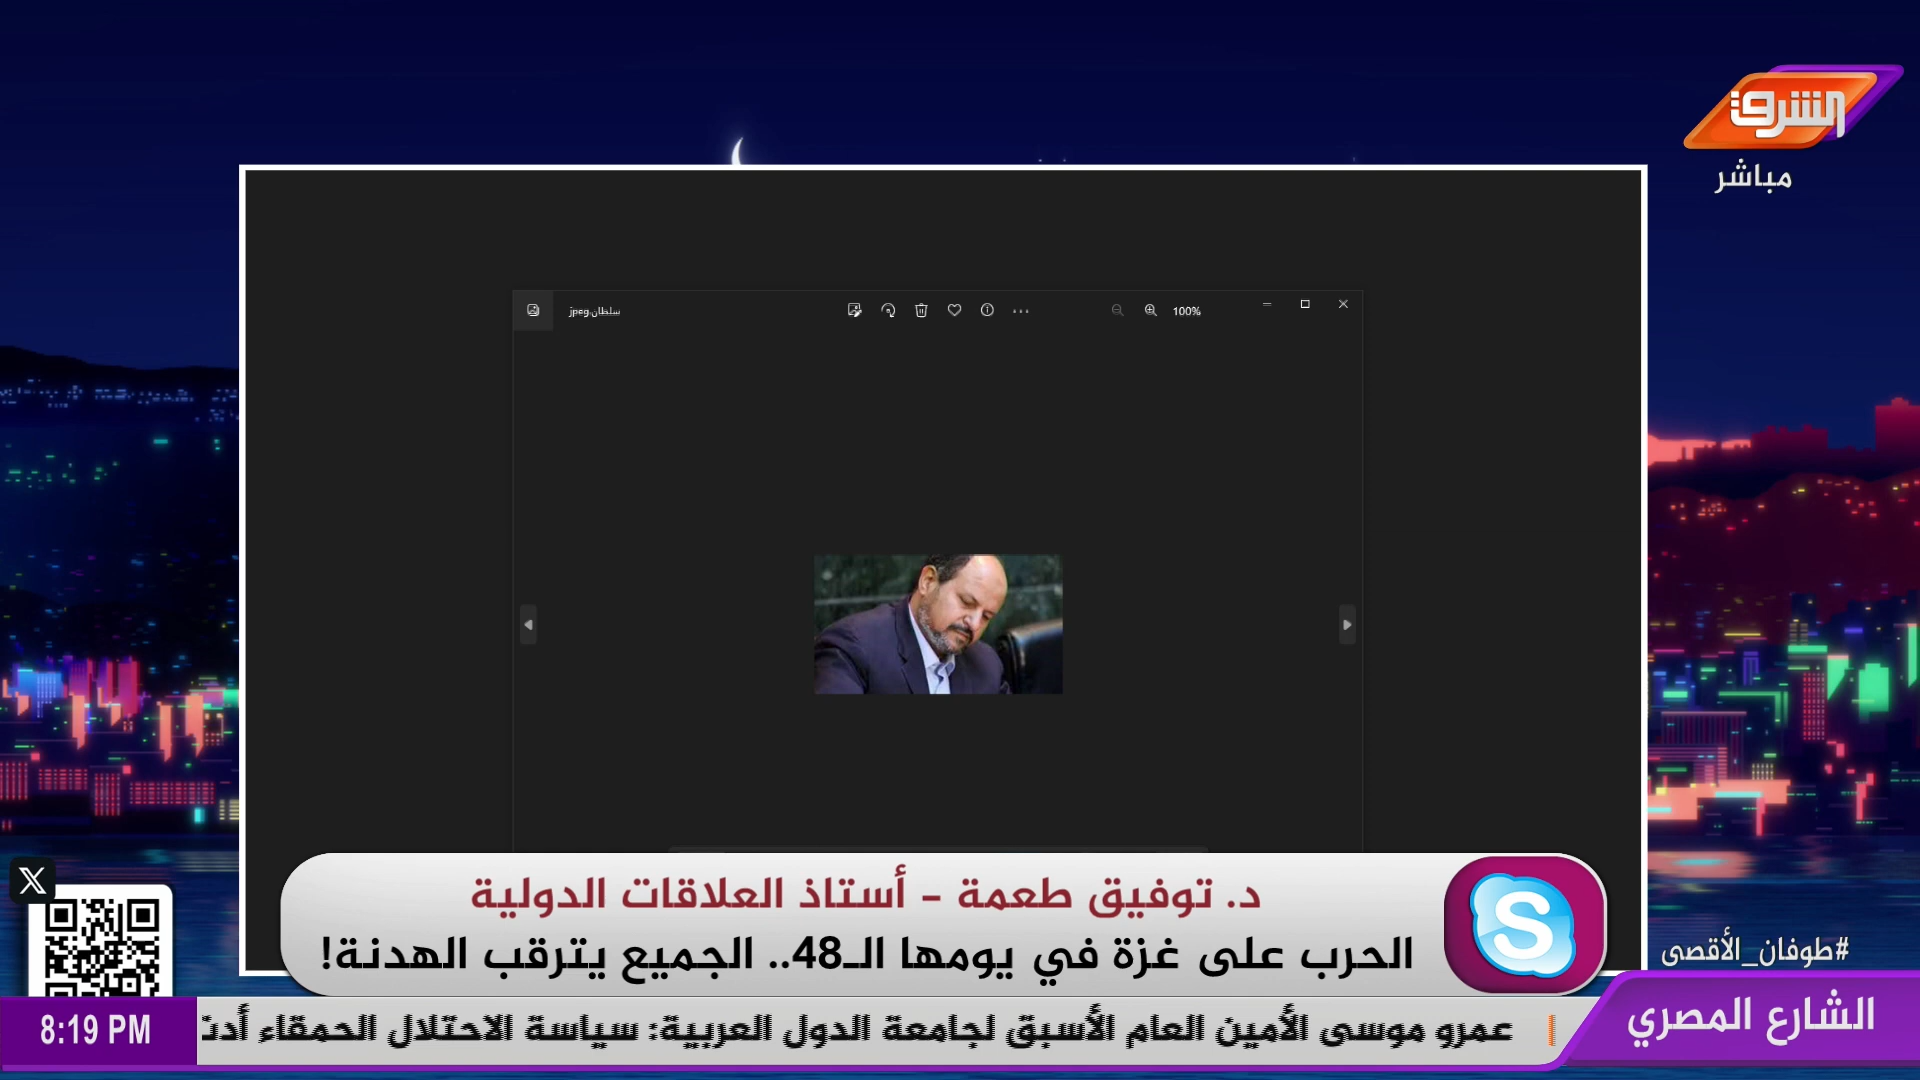 الشرق
مباشر
سلطان.jpeg
100%
د. توفيق طعمة - أستاذ العلاقات الدولية
الحرب على غزة في يومها الـ48.. الجميع يترقب الهدنة!
#طوفان_الأقصى
الشارع المصري
عمرو موسى الأمين العام الأسبق لجامعة الدول العربية: سياسة الاحتلال الحمقاء أدت
8:19 PM